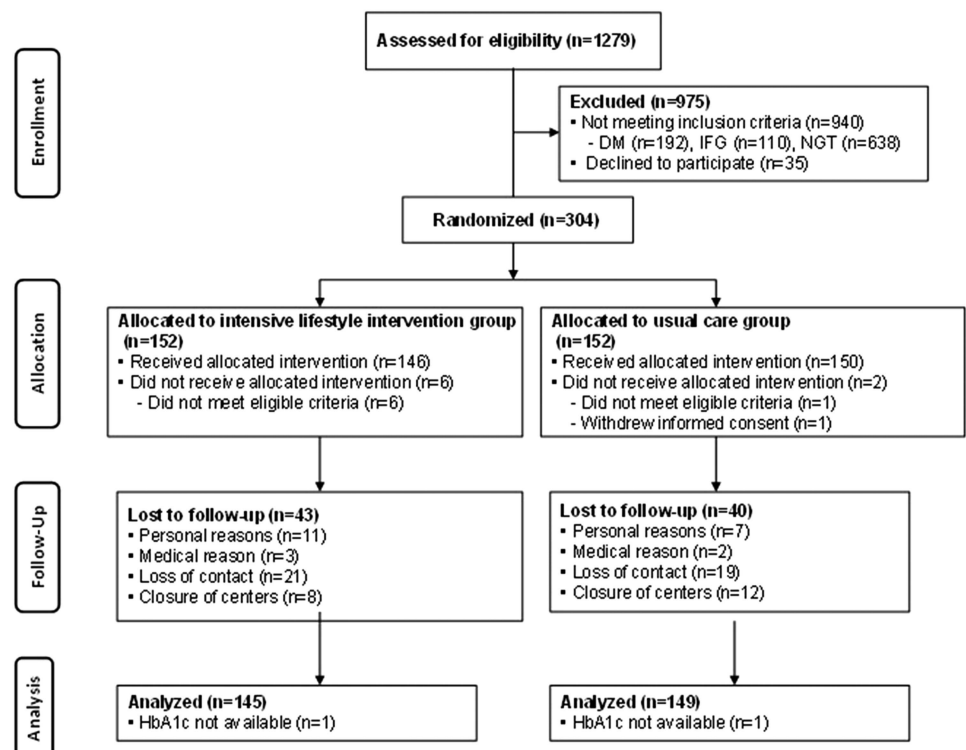 Enrollment
Assessed for eligibility (n=1279)
Excluded (n=975)
▪ Not meeting inclusion criteria (n=940)
- DM (n=192), IFG (n=110), NGT (n=638)
▪ Declined to participate (n=35)
Randomized (n=304)
Allocation
Allocated to intensive lifestyle intervention group
(n=152)
▪ Received allocated intervention (n=146)
▪ Did not receive allocated intervention (n=6)
- Did not meet eligible criteria (n=6)
Allocated to usual care group
(n=152)
▪ Received allocated intervention (n=150)
▪ Did not receive allocated intervention (n=2)
- Did not meet eligible criteria (n=1)
- Withdrew informed consent (n=1)
Follow-Up
Lost to follow-up (n=43)
▪ Personal reasons (n=11)
▪ Medical reason (n=3)
▪ Loss of contact (n=21)
▪ Closure of centers (n=8)
Lost to follow-up (n=40)
▪ Personal reasons (n=7)
▪ Medical reason (n=2)
▪ Loss of contact (n=19)
▪ Closure of centers (n=12)
Analysis
Analyzed (n=145)
▪ HbA1c not available (n=1)
Analyzed (n=149)
▪ HbA1c not available (n=1)